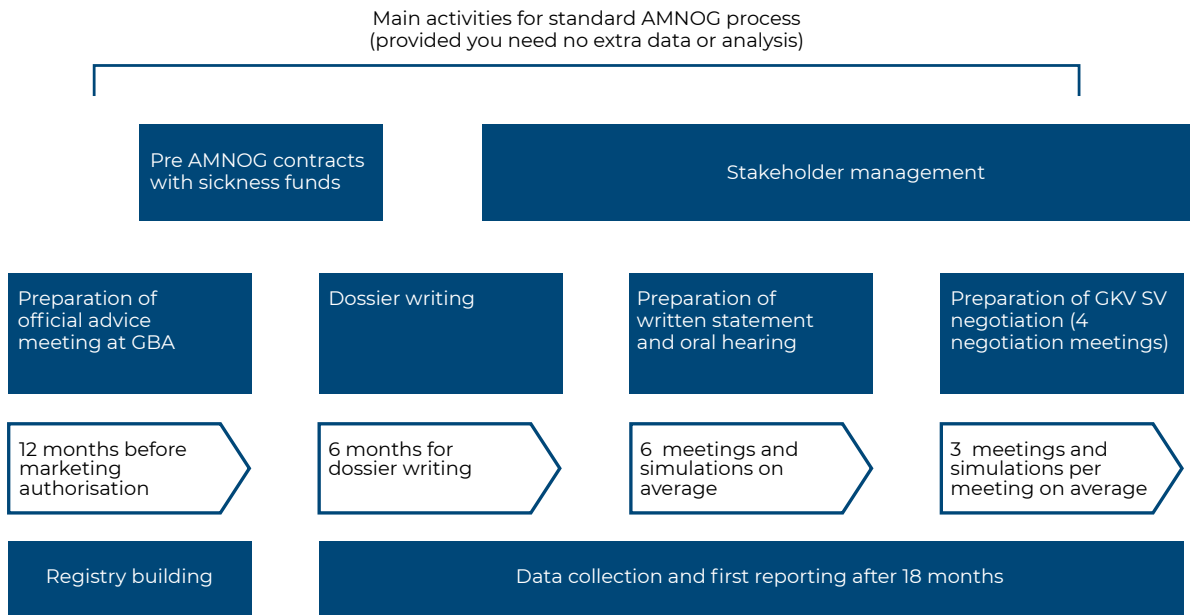 Main activities for standard AMNOG process
(provided you need no extra data or analysis)
Pre AMNOG contracts
with sickness funds
Stakeholder management
Preparation of
official advice
meeting at GBA
Dossier writing
Preparation of
written statement
and oral hearing
Preparation of GKV SV
negotiation (4
negotiation meetings)
12 months before
marketing
authorisation
6 months for
dossier writing
6 meetings and
simulations on
average
3 meetings and
simulations per
meeting on average
Registry building
Data collection and first reporting after 18 months